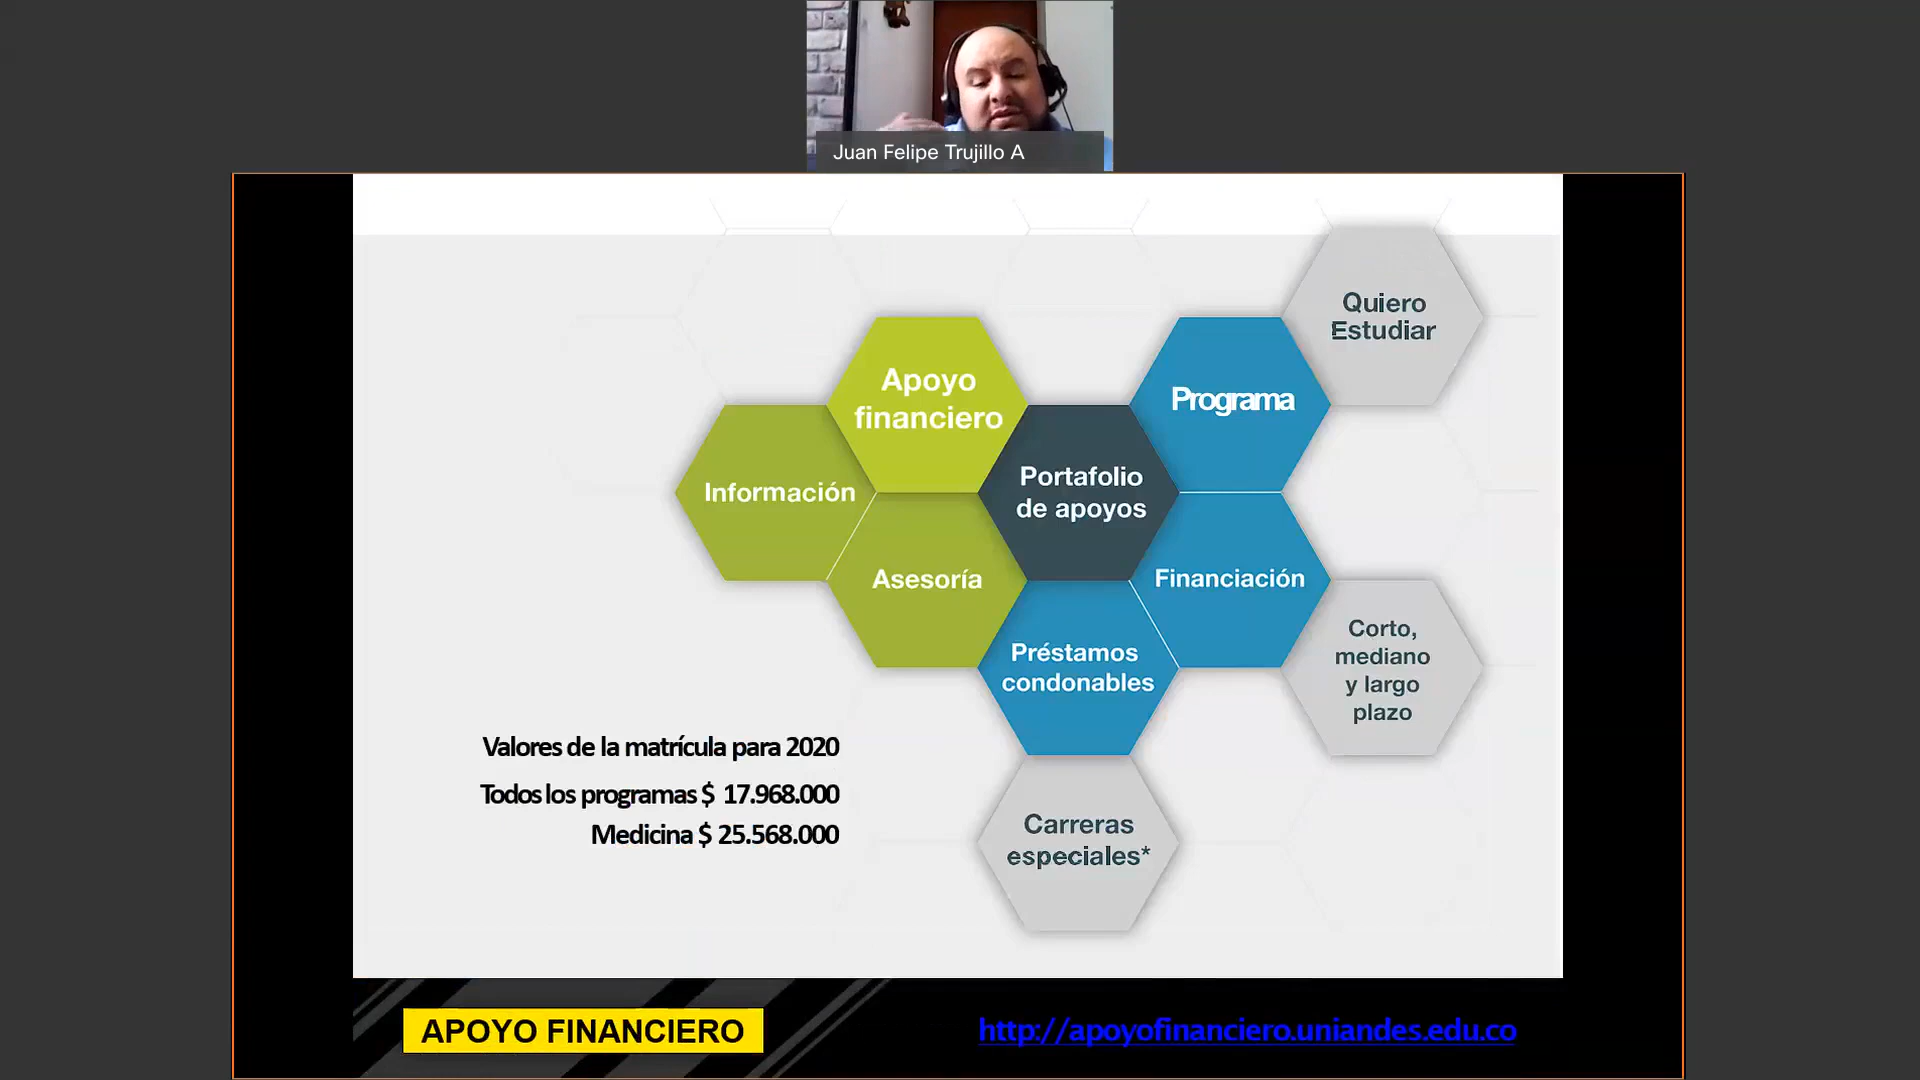 Juan Felipe Trujillo A
Quiero
Estudiar
Apoyo
financiero
Programa
Información
Portafolio
de apoyos
Asesoría
Financiación
Préstamos
condonables
Corto,
mediano
y largo
plazo
Valores de la matrícula para 2020
Todos los programas $ 17.968.000
Medicina $ 25.568.000
Carreras
especiales*
APOYO FINANCIERO
http://apoyofinanciero.uniandes.edu.co